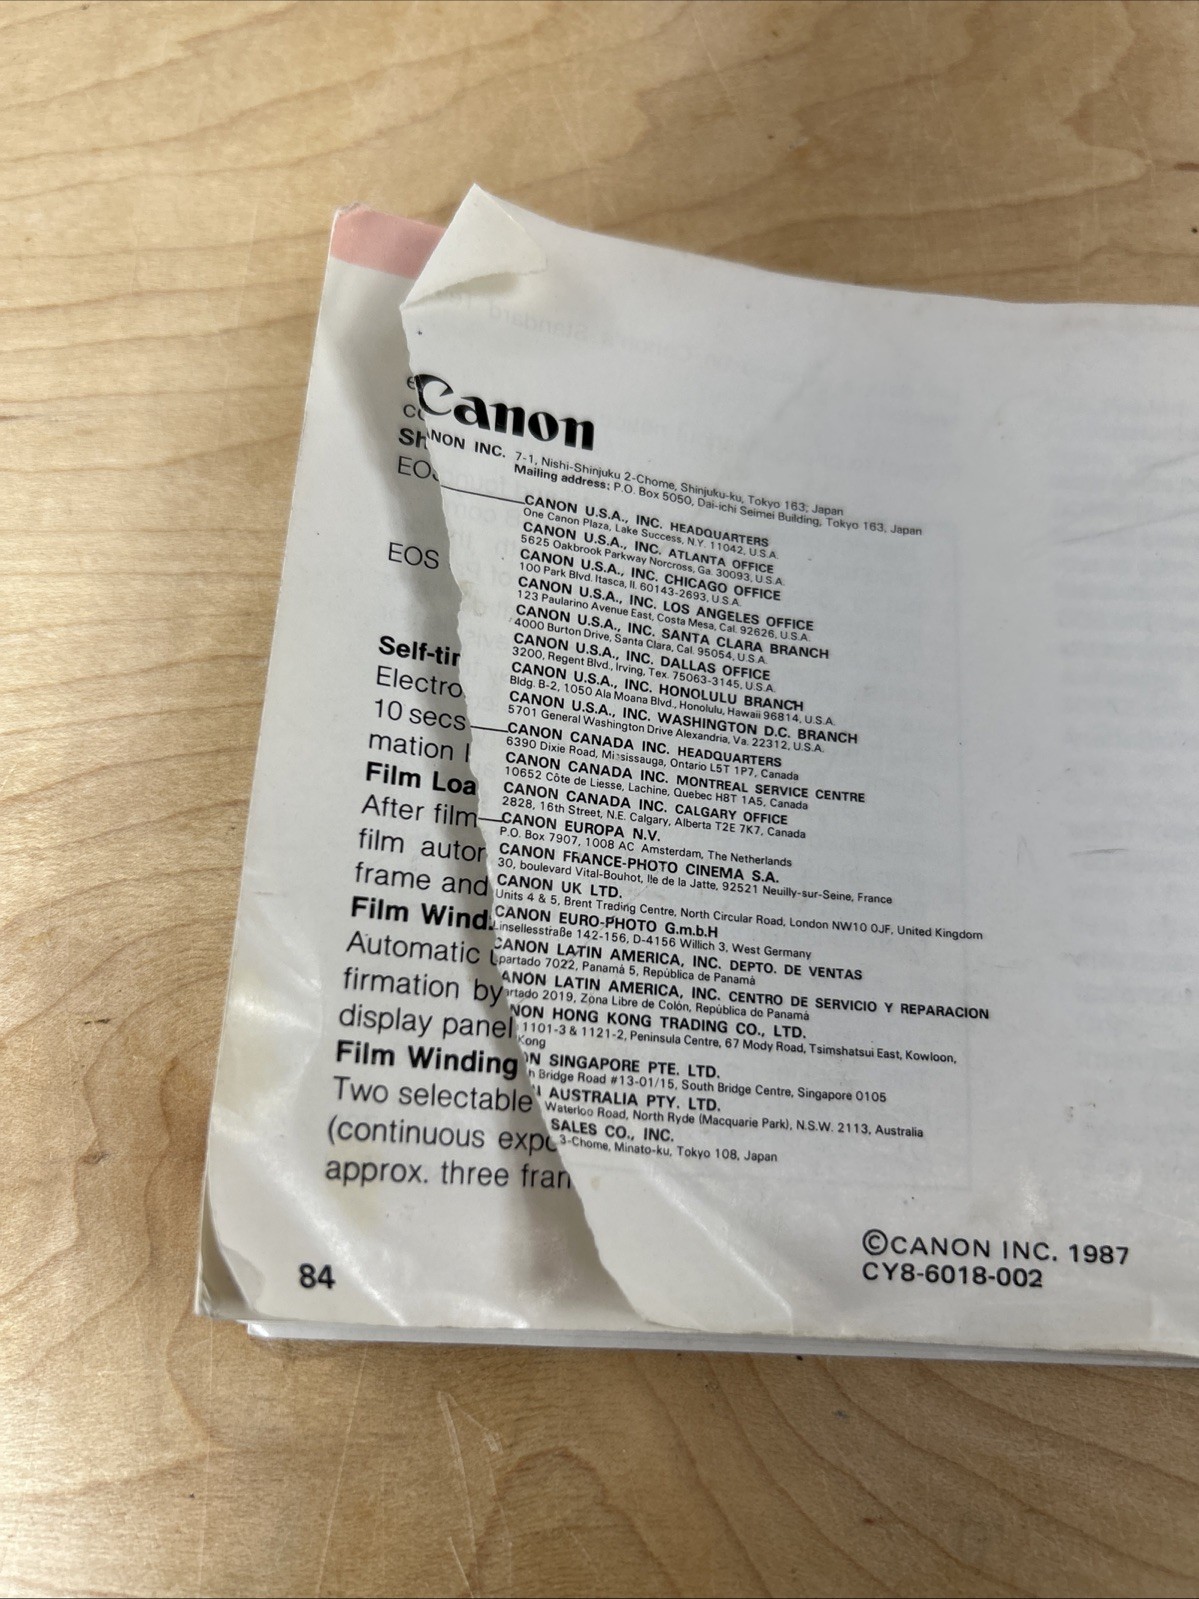 Canon
NON INC. 7-1, Nishi-Shinjuku 2-Chome, Shinjuku-ku, Tokyo 163, Japan
Mailing address: P.O. Box 5050, Dai-ichi Seimei Building, Tokyo 163, Japan
CANON U.S.A., INC. HEADQUARTERS
One Canon Plaza, Lake Success, N.Y. 11042, U.S.A.
CANON U.S.A., INC. ATLANTA OFFICE
5625 Oakbrook Parkway Norcross, Ga. 30093, U.S.A.
CANON U.S.A., INC. CHICAGO OFFICE
100 Park Blvd. Itasca, Il. 60143-2693, U.S.A.
CANON U.S.A., INC. LOS ANGELES OFFICE
123 Paularino Avenue East, Costa Mesa, Cal. 92626, U.S.A.
CANON U.S.A., INC. SANTA CLARA BRANCH
4000 Burton Drive, Santa Clara, Cal. 95054, U.S.A.
CANON U.S.A., INC. DALLAS OFFICE
3200, Regent Blvd., Irving, Tex. 75063-3145, U.S.A.
CANON U.S.A., INC. HONOLULU BRANCH
Bldg. B-2, 1050 Ala Moana Blvd., Honolulu, Hawaii 96814, U.S.A.
CANON U.S.A., INC. WASHINGTON D.C. BRANCH
5701 General Washington Drive Alexandria, Va. 22312, U.S.A.
CANON CANADA INC. HEADQUARTERS
6390 Dixie Road, Mississauga, Ontario L5T 1P7, Canada
CANON CANADA INC. MONTREAL SERVICE CENTRE
10652 Côte de Liesse, Lachine, Quebec H8T 1A5, Canada
CANON CANADA INC. CALGARY OFFICE
2828, 16th Street, N.E. Calgary, Alberta T2E 7K7, Canada
CANON EUROPA N.V.
P.O. Box 7907, 1008 AC Amsterdam, The Netherlands
CANON FRANCE-PHOTO CINEMA S.A.
30, boulevard Vital-Bouhot, Ile de la Jatte, 92521 Neuilly-sur-Seine, France
CANON UK LTD.
Units 4 & 5, Brent Trading Centre, North Circular Road, London NW10 0JF, United Kingdom
CANON EURO-PHOTO G.m.b.H
Linsellesstraße 142-156, D-4156 Willich 3, West Germany
CANON LATIN AMERICA, INC. DEPTO. DE VENTAS
partado 7022, Panamá 5, República de Panamá
ANON LATIN AMERICA, INC. CENTRO DE SERVICIO Y REPARACION
artado 2019, Zona Libre de Colón, República do Panamá
NON HONG KONG TRADING CO., LTD.
1101-3 & 1121-2, Peninsula Centre, 67 Mody Road, Tsimshatsui East, Kowloon,
Kong
N SINGAPORE PTE. LTD.
h Bridge Road #13-01/15, South Bridge Centre, Singapore 0105
AUSTRALIA PTY. LTD.
Waterloo Road, North Ryde (Macquarie Park), N.S.W. 2113, Australia
SALES CO., INC.
3-Chome, Minato-ku, Tokyo 108, Japan
©CANON INC. 1987
CY8-6018-002
EOS
EOS
Self-tim
Electro
10 secs
mation
Film Loa
After film
film autor
frame and
Film Wind
Automatic
firmation by
display panel
Film Winding
Two selectable
(continuous expo
approx. three fran
84